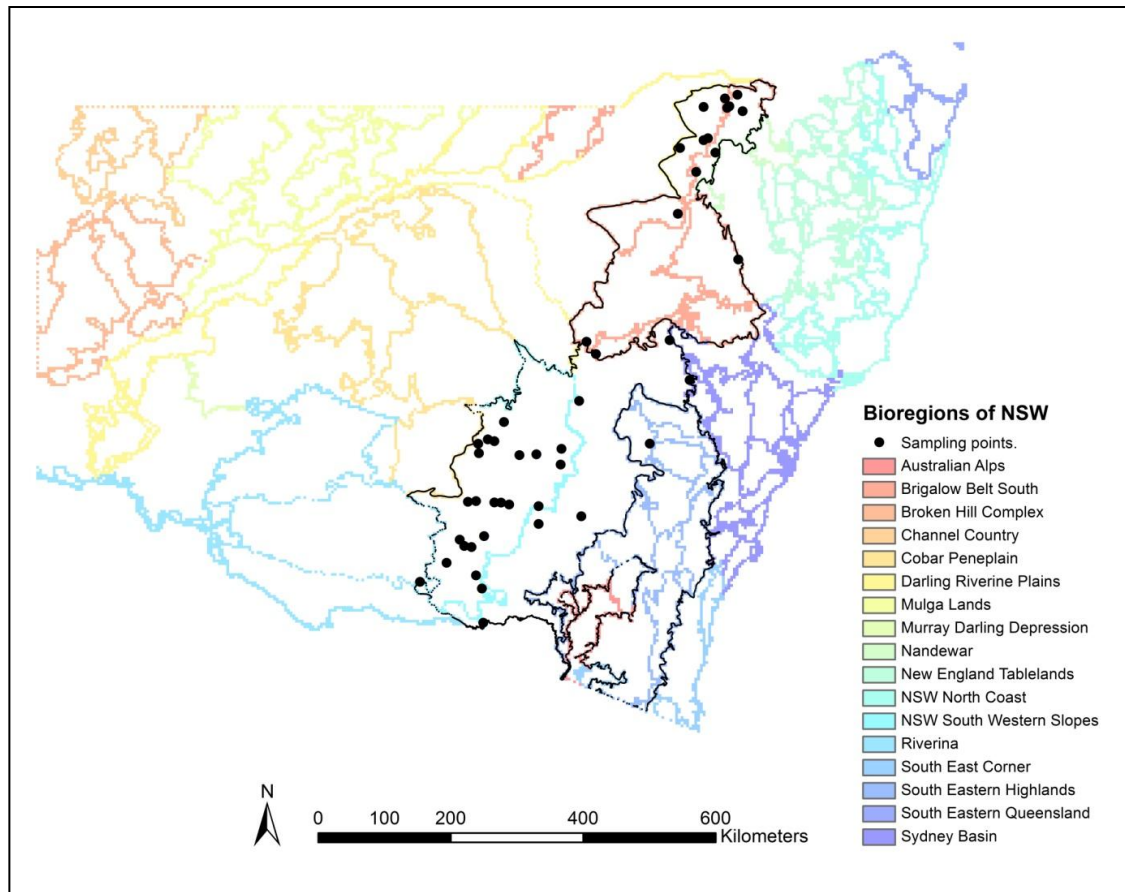 Bioregions of NSW
Sampling points.
Australian Alps
Brigalow Belt South
Broken Hill Complex
Channel Country
Cobar Peneplain
Darling Riverine Plains
Mulga Lands
Murray Darling Depression
Nandewar
New England Tablelands
NSW North Coast
NSW South Western Slopes
Riverina
South East Corner
South Eastern Highlands
South Eastern Queensland
Sydney Basin
N
0 100 200 400 600
Kilometers